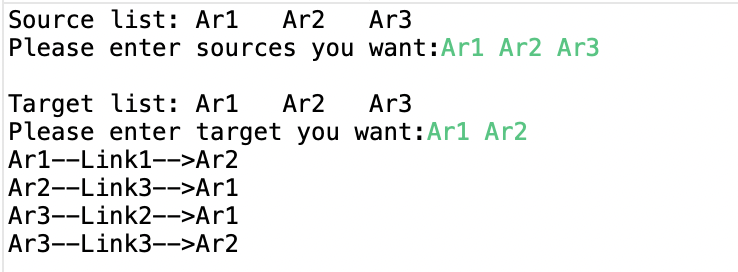 Source list: Ar1   Ar2   Ar3
Please enter sources you want:Ar1 Ar2 Ar3

Target list: Ar1   Ar2   Ar3
Please enter target you want:Ar1 Ar2
Ar1--Link1-->Ar2
Ar2--Link3-->Ar1
Ar3--Link2-->Ar1
Ar3--Link3-->Ar2